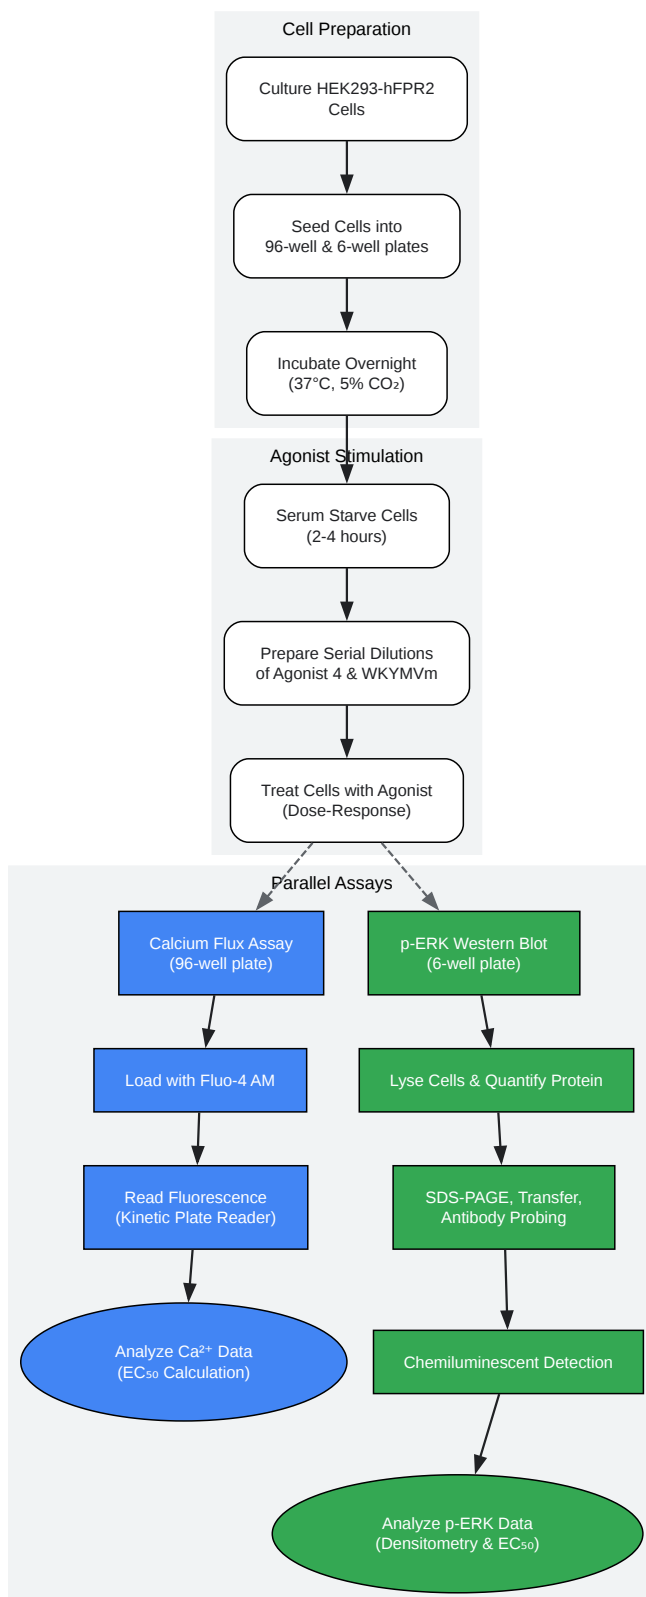 Cell Preparation
Culture HEK293-hFPR2
Cells
Seed Cells into
96-well & 6-well plates
Incubate Overnight
(37°C, 5% CO₂)
Agonist Stimulation
Serum Starve Cells
(2-4 hours)
Prepare Serial Dilutions
of Agonist 4 & WKYMVm
Treat Cells with Agonist
(Dose-Response)
Parallel Assays
Calcium Flux Assay
(96-well plate)
Load with Fluo-4 AM
Read Fluorescence
(Kinetic Plate Reader)
Analyze Ca²⁺ Data
(EC₅₀ Calculation)
p-ERK Western Blot
(6-well plate)
Lyse Cells & Quantify Protein
SDS-PAGE, Transfer,
Antibody Probing
Chemiluminescent Detection
Analyze p-ERK Data
(Densitometry & EC₅₀)